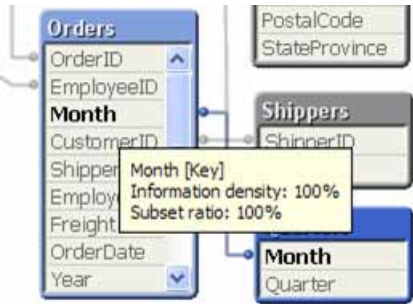 Orders
OrderID
EmployeeID
Month
CustomerID
Shipper
Employe
Freight
OrderDate
Year
PostalCode
StateProvince
Shippers
ShipperID
Month [Key]
Information density: 100%
Subset ratio: 100%
Month
Quarter